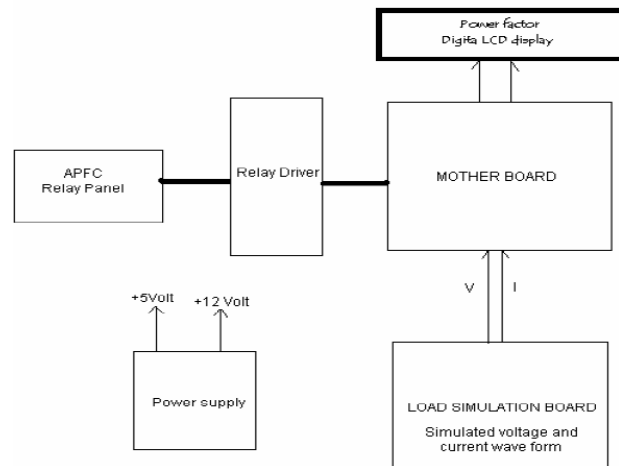 Power factor
Digita LCD display
APFC
Relay Panel
Relay Driver
MOTHER BOARD
V
I
+5Volt
+12 Volt
Power supply
LOAD SIMULATION BOARD
Simulated voltage and
current wave form